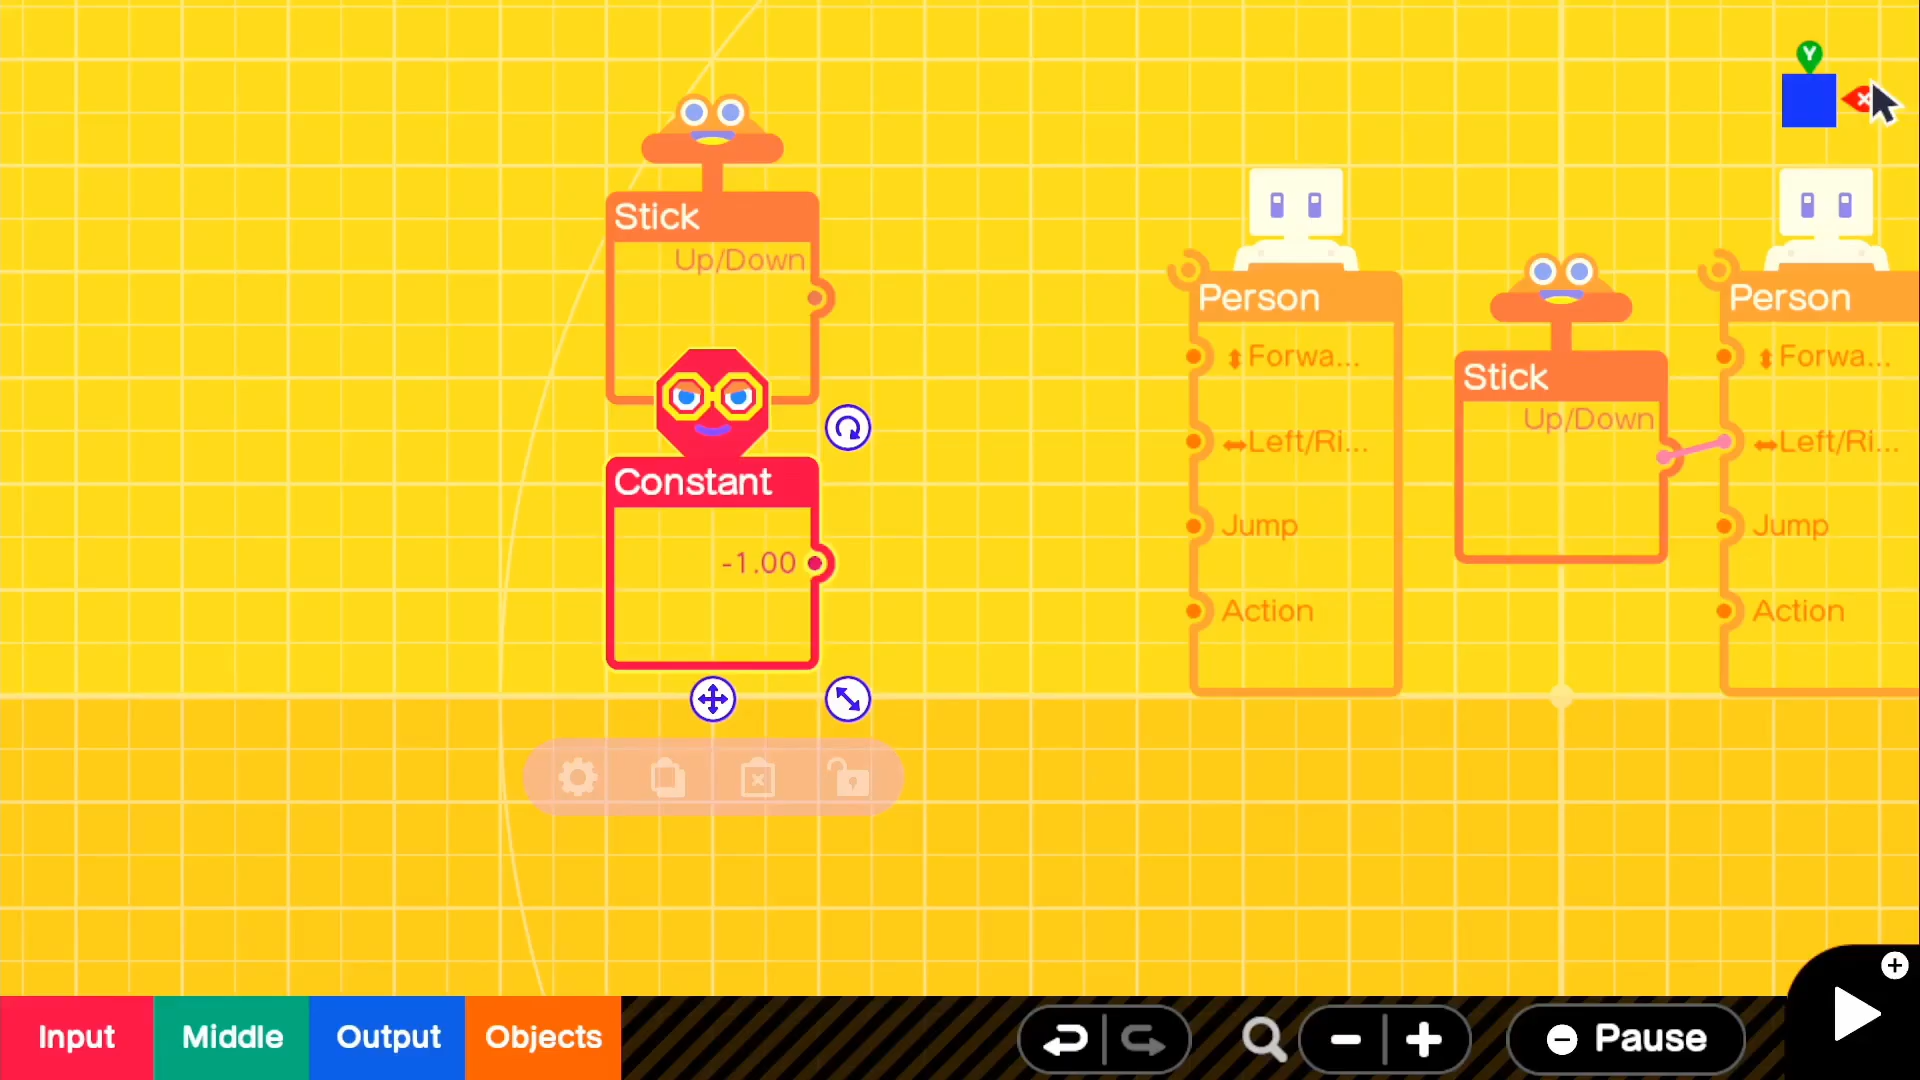 Y
X
Stick
Up/Down
Constant
-1.00
Person
Forwa...
Left/Ri...
Jump
Action
Stick
Up/Down
Person
Forwa...
Left/Ri...
Jump
Action
Input
Middle
Output
Objects
Pause